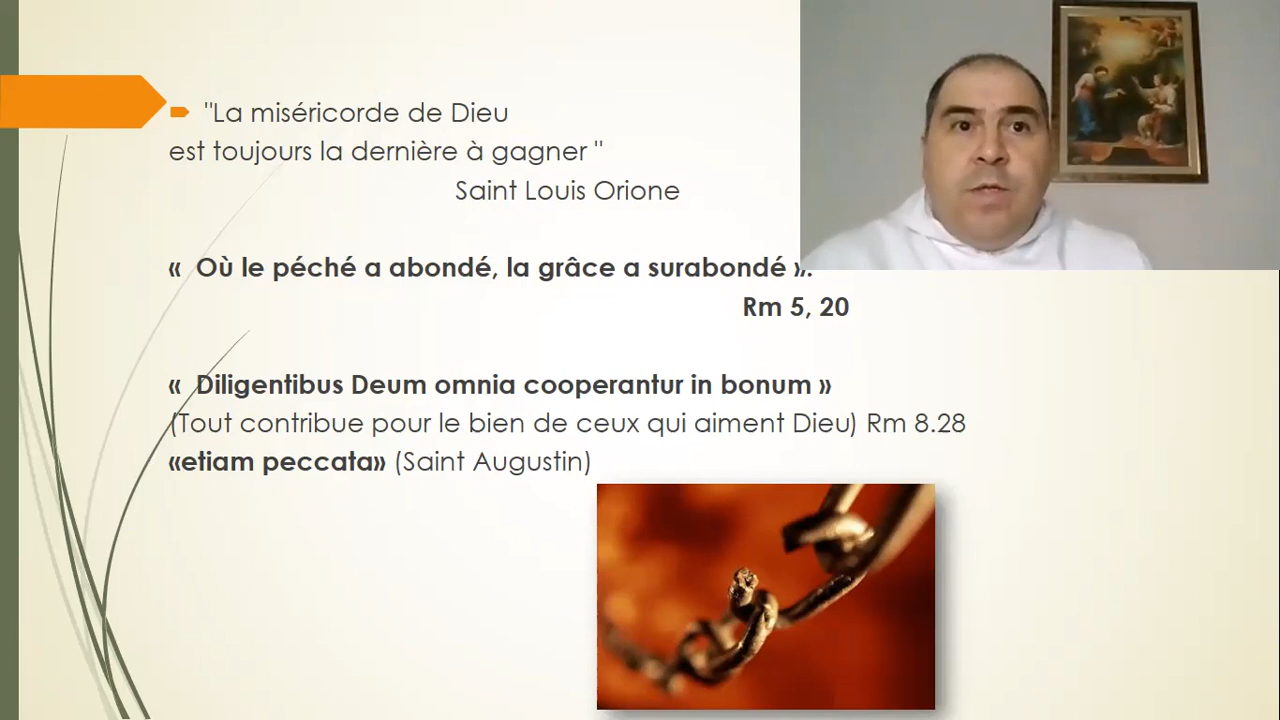 "La miséricorde de Dieu
est toujours la dernière à gagner "
Saint Louis Orione
« Où le péché a abondé, la grâce a surabondé ».
Rm 5, 20
« Diligentibus Deum omnia cooperantur in bonum »
(Tout contribue pour le bien de ceux qui aiment Dieu) Rm 8.28
«etiam peccata» (Saint Augustin)